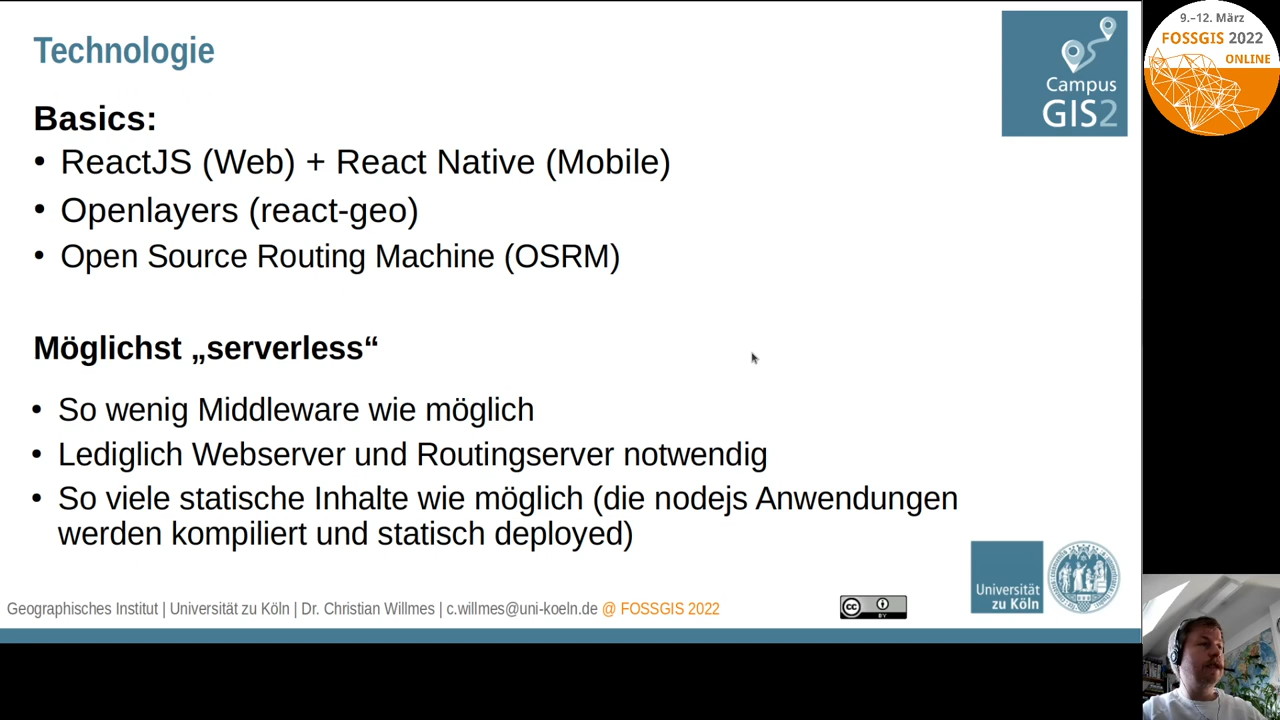 Technologie
Basics:
• ReactJS (Web) + React Native (Mobile)
• Openlayers (react-geo)
• Open Source Routing Machine (OSRM)
Möglichst „serverless“
• So wenig Middleware wie möglich
• Lediglich Webserver und Routingserver notwendig
• So viele statische Inhalte wie möglich (die nodejs Anwendungen
werden kompiliert und statisch deployed)
Geographisches Institut | Universität zu Köln | Dr. Christian Willmes | c.willmes@uni-koeln.de @ FOSSGIS 2022
cc
BY
Universität
zu Köln
Campus
GIS2
9.–12. März
FOSSGIS 2022
ONLINE